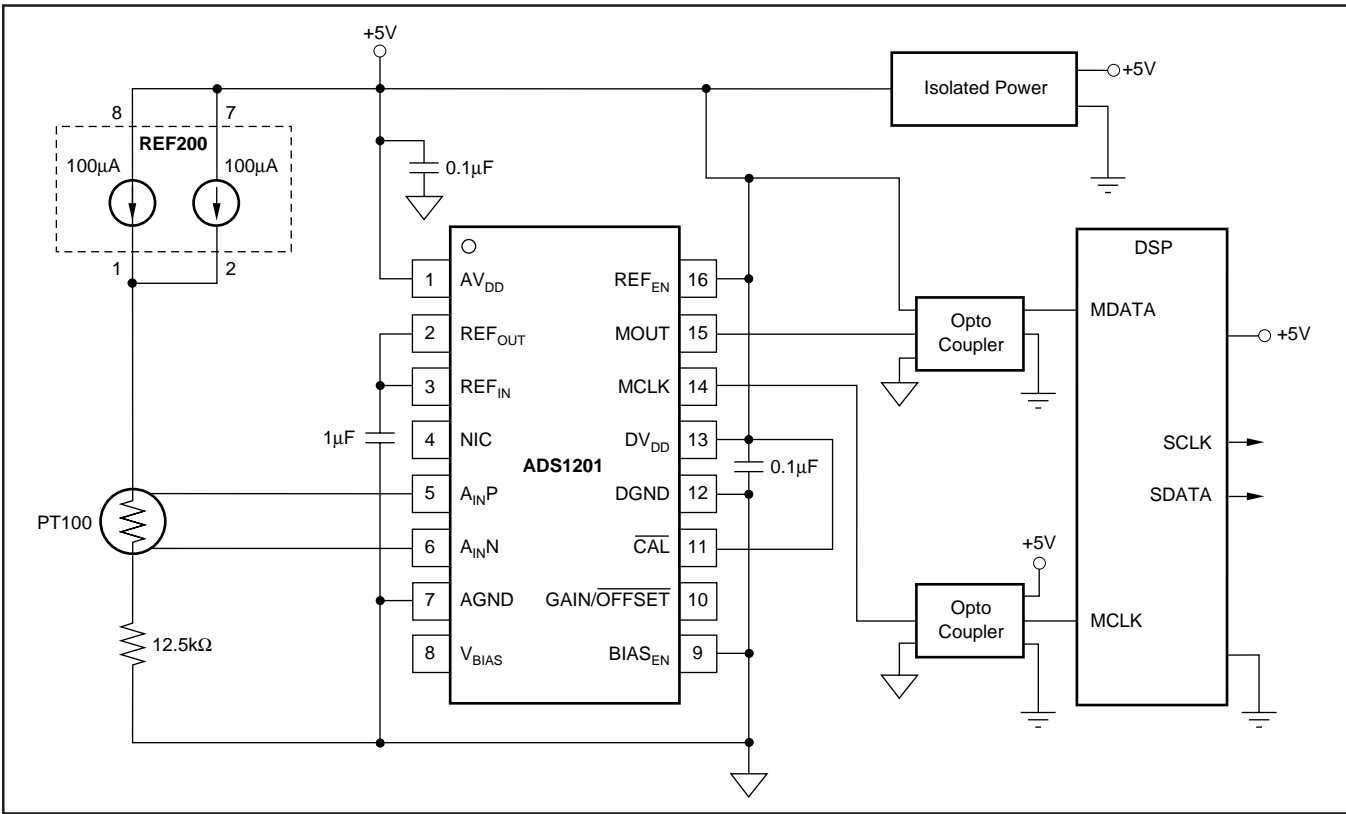 +5V
Isolated Power
+5V
8
7
REF200
100µA
100µA
0.1µF
1
2
DSP
1
AVDD
REFEN
16
2
REFOUT
MOUT
15
Opto
Coupler
MDATA
+5V
3
REFIN
MCLK
14
1µF
4
NIC
DVDD
13
SCLK
ADS1201
0.1µF
5
AINP
DGND
12
SDATA
PT100
6
AINN
CAL
11
+5V
7
AGND
GAIN/OFFSET
10
Opto
Coupler
MCLK
12.5kΩ
8
VBIAS
BIASEN
9